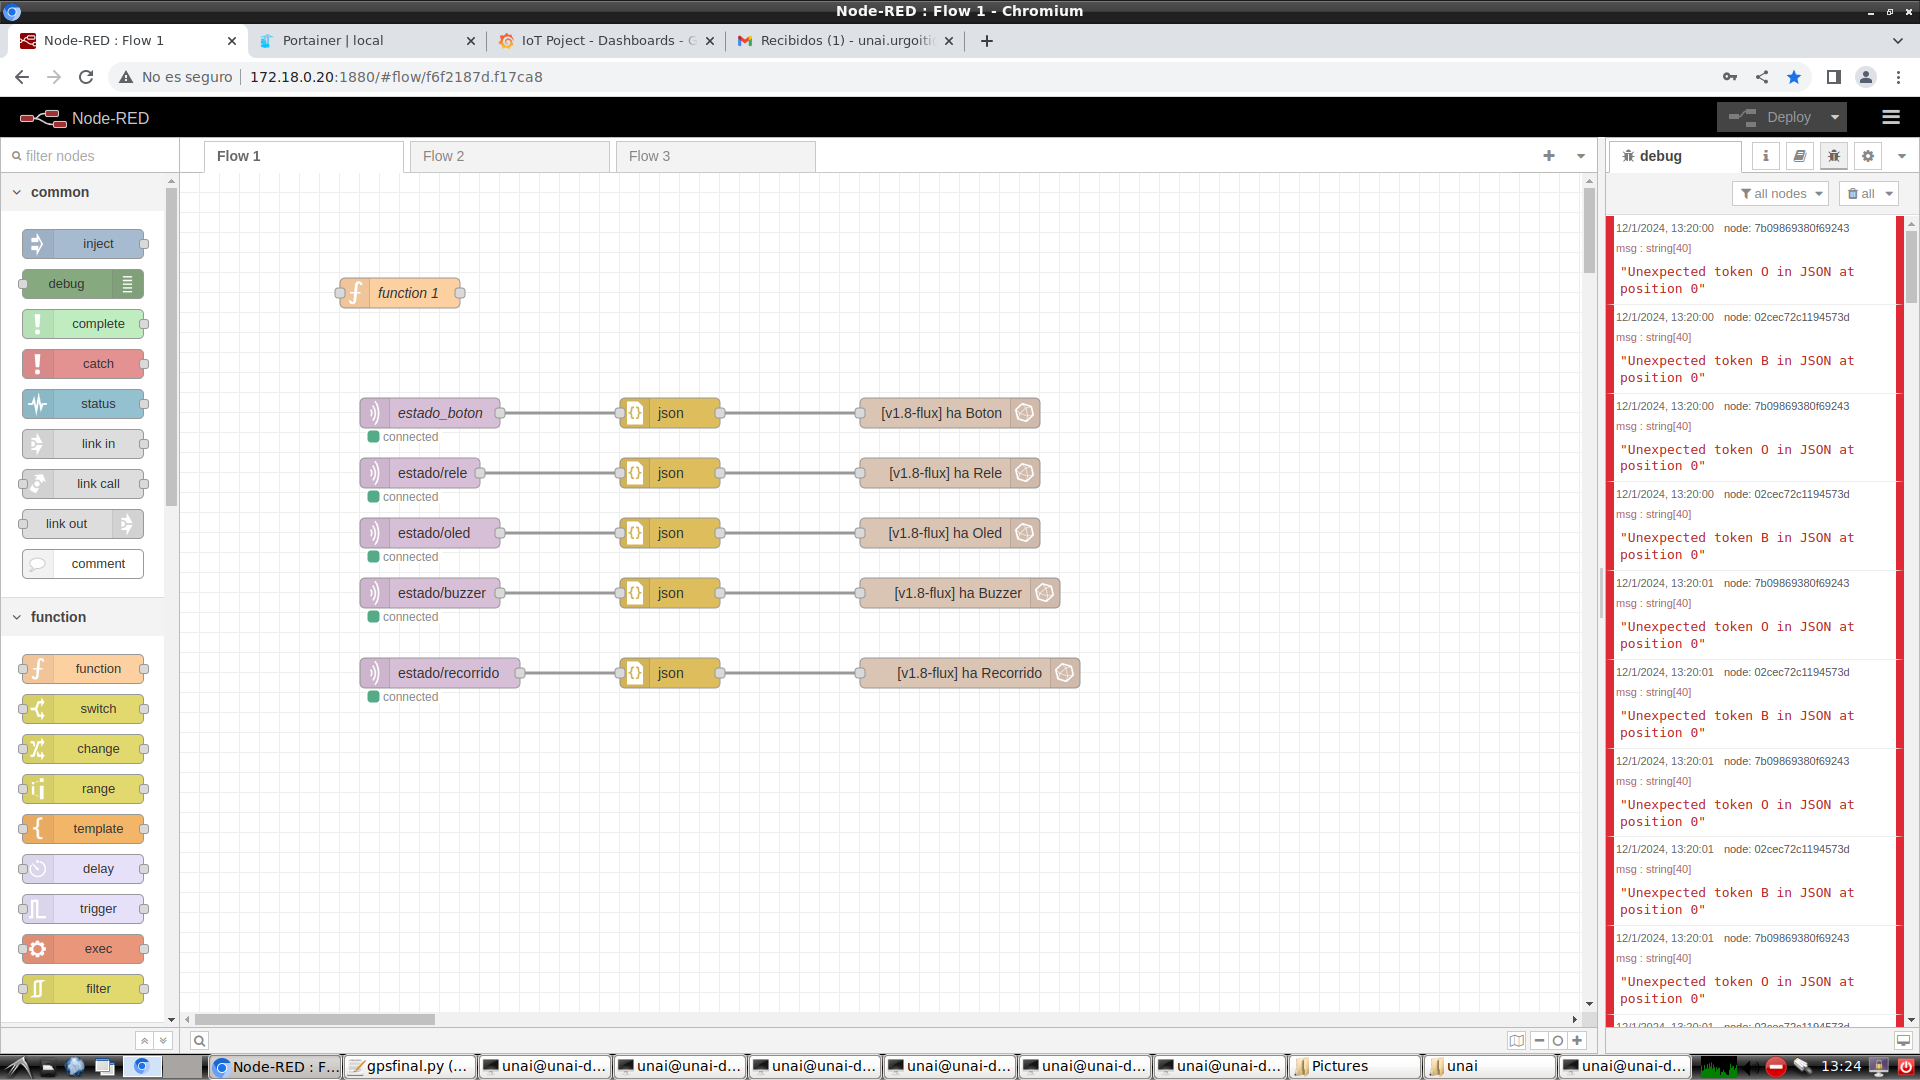 Node-RED : Flow 1 - Chromium
Node-RED : Flow 1
Portainer | local
IoT Poject - Dashboards - G
Recibidos (1) - unai.urgoiti
No es seguro
172.18.0.20:1880/#flow/f6f2187d.f17ca8
Node-RED
Deploy
filter nodes
Flow 1
Flow 2
Flow 3
debug
all nodes
all
common
inject
debug
complete
catch
status
link in
link call
link out
comment
function
function
switch
change
range
template
delay
trigger
exec
filter
function 1
estado_boton
json
[v1.8-flux] ha Boton
connected
estado/rele
json
[v1.8-flux] ha Rele
connected
estado/oled
json
[v1.8-flux] ha Oled
connected
estado/buzzer
json
[v1.8-flux] ha Buzzer
connected
estado/recorrido
json
[v1.8-flux] ha Recorrido
connected
12/1/2024, 13:20:00 node: 7b09869380f69243
msg : string[40]
"Unexpected token O in JSON at
position 0"
12/1/2024, 13:20:00 node: 02cec72c1194573d
msg : string[40]
"Unexpected token B in JSON at
position 0"
12/1/2024, 13:20:00 node: 7b09869380f69243
msg : string[40]
"Unexpected token O in JSON at
position 0"
12/1/2024, 13:20:00 node: 02cec72c1194573d
msg : string[40]
"Unexpected token B in JSON at
position 0"
12/1/2024, 13:20:01 node: 7b09869380f69243
msg : string[40]
"Unexpected token O in JSON at
position 0"
12/1/2024, 13:20:01 node: 02cec72c1194573d
msg : string[40]
"Unexpected token B in JSON at
position 0"
12/1/2024, 13:20:01 node: 7b09869380f69243
msg : string[40]
"Unexpected token O in JSON at
position 0"
12/1/2024, 13:20:01 node: 02cec72c1194573d
msg : string[40]
"Unexpected token B in JSON at
position 0"
12/1/2024, 13:20:01 node: 7b09869380f69243
msg : string[40]
"Unexpected token O in JSON at
position 0"
12/1/2024, 13:20:01 node: 02cec72c1194573d
Node-RED : F...
gpsfinal.py (...
unai@unai-d...
unai@unai-d...
unai@unai-d...
unai@unai-d...
unai@unai-d...
unai@unai-d...
Pictures
unai
unai@unai-d...
13:24